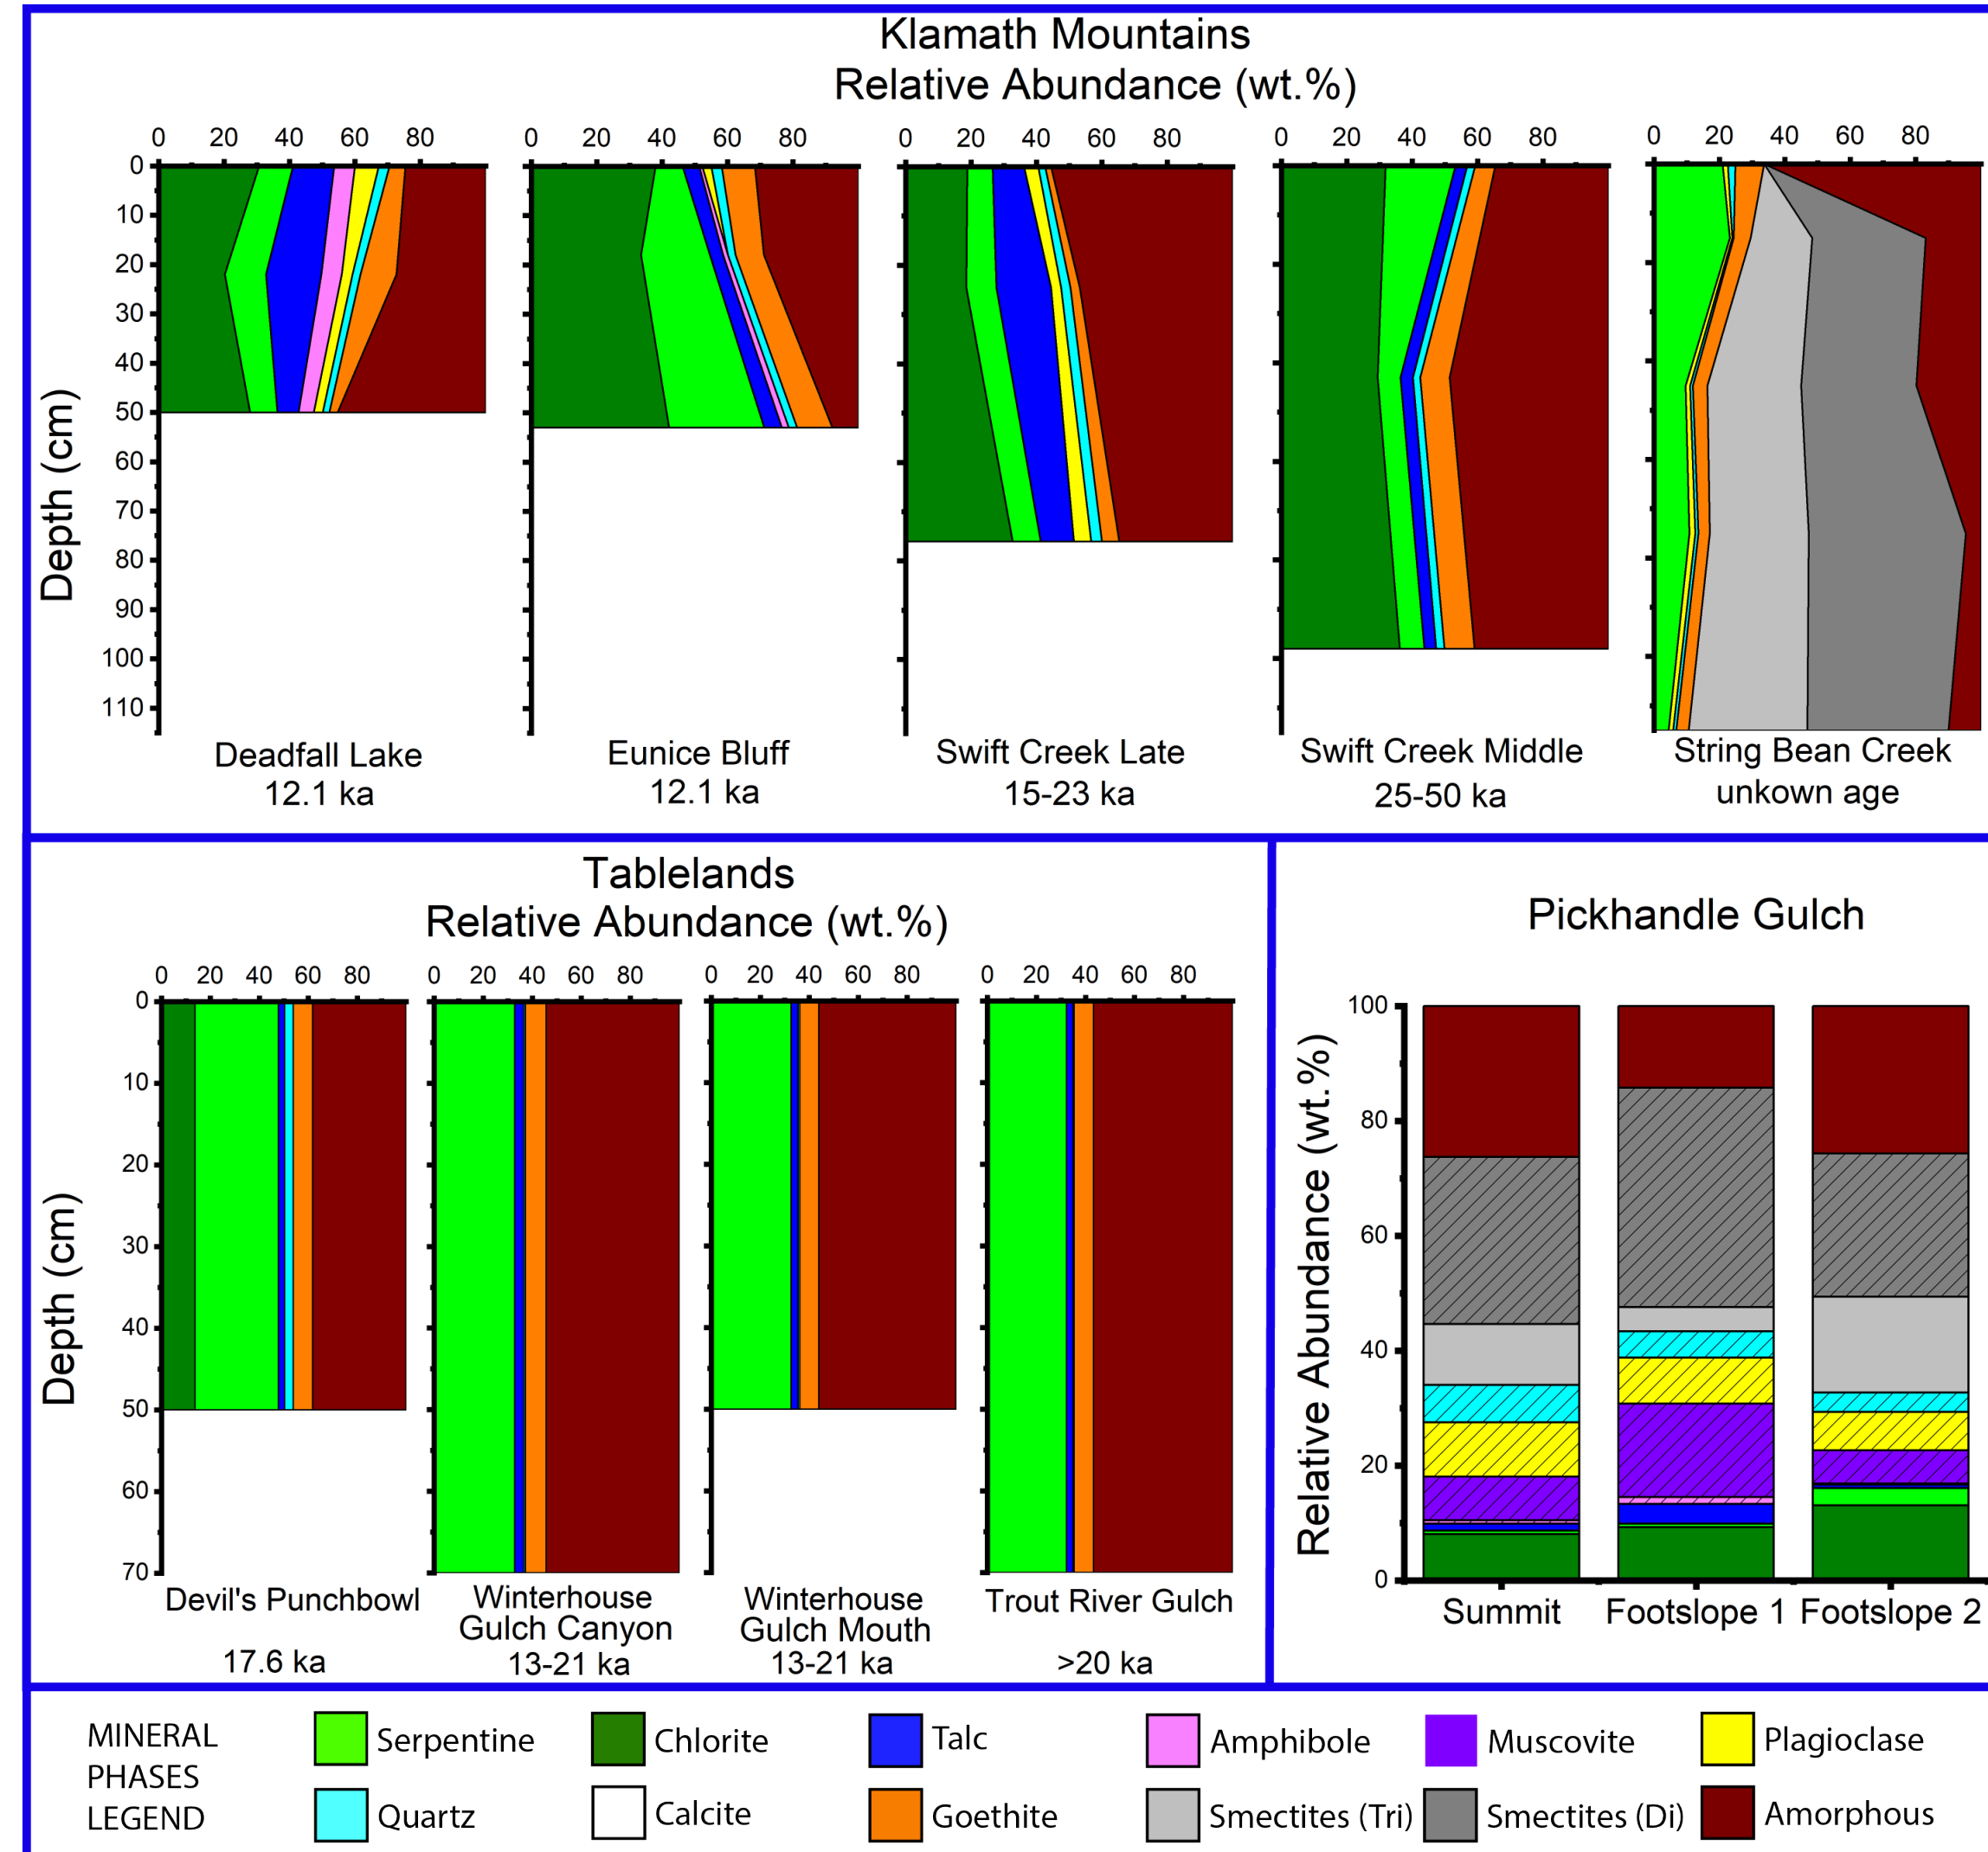 Klamath Mountains
Relative Abundance (wt.%)
0 20 40 60 80 0 20 40 60 80 0 20 40 60 80 0 20 40 60 80 0 20 40 60 80
0
10
20
30
40
50
60
70
80
90
100
110
Depth (cm)
Deadfall Lake
12.1 ka
Eunice Bluff
12.1 ka
Swift Creek Late
15-23 ka
Swift Creek Middle
25-50 ka
String Bean Creek
unkown age
Tablelands
Relative Abundance (wt.%)
0 20 40 60 80 0 20 40 60 80 0 20 40 60 80 0 20 40 60 80
0
10
20
30
40
50
60
70
Depth (cm)
Devil's Punchbowl
17.6 ka
Winterhouse
Gulch Canyon
13-21 ka
Winterhouse
Gulch Mouth
13-21 ka
Trout River Gulch
>20 ka
Pickhandle Gulch
Relative Abundance (wt.%)
100
80
60
40
20
0
Summit Footslope 1 Footslope 2
MINERAL
PHASES
LEGEND
Serpentine Chlorite Talc Amphibole Muscovite Plagioclase
Quartz Calcite Goethite Smectites (Tri) Smectites (Di) Amorphous